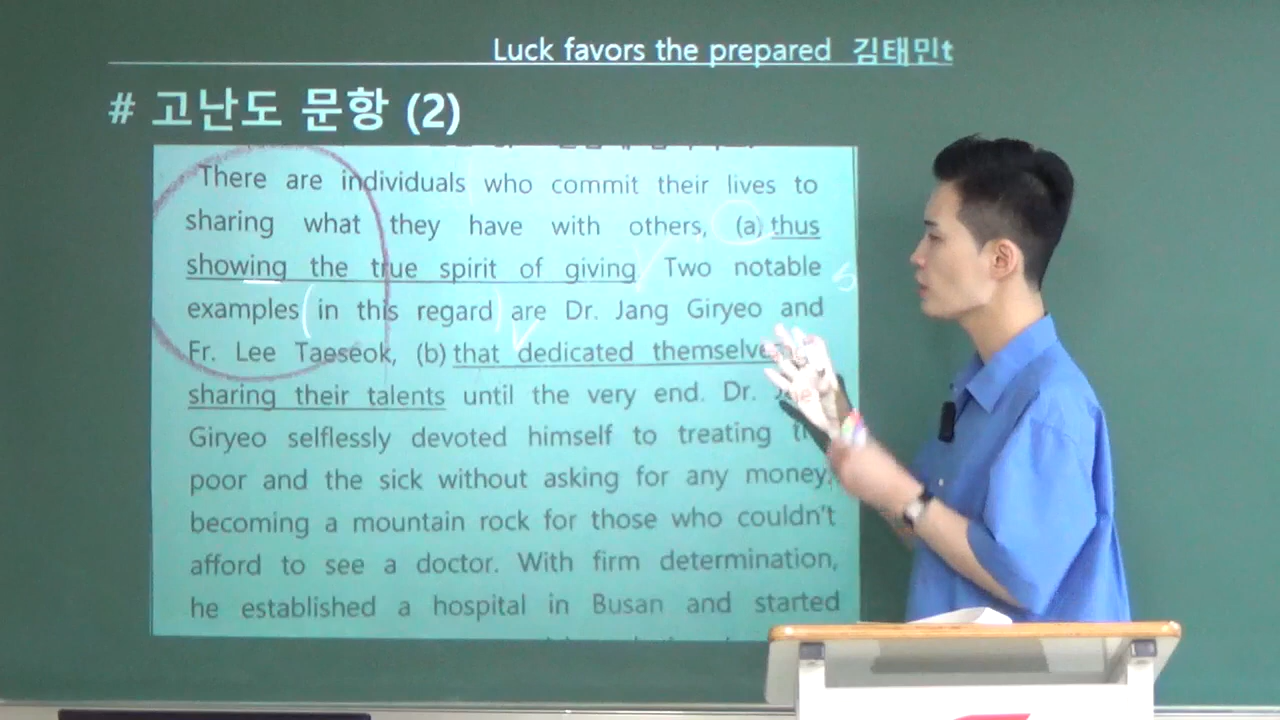 Luck favors the prepared 김태민t
# 고난도 문항 (2)
There are individuals who commit their lives to
sharing what they have with others, (a) thus
showing the true spirit of giving. Two notable
examples (in this regard) are Dr. Jang Giryeo and
Fr. Lee Taeseok, (b) that dedicated
sharing their talents until the very end. Dr.
Giryeo selflessly devoted himself to treating
poor and the sick without asking for any money,
becoming a mountain rock for those who couldn't
afford to see a doctor. With firm determination,
he established a hospital in Busan and started